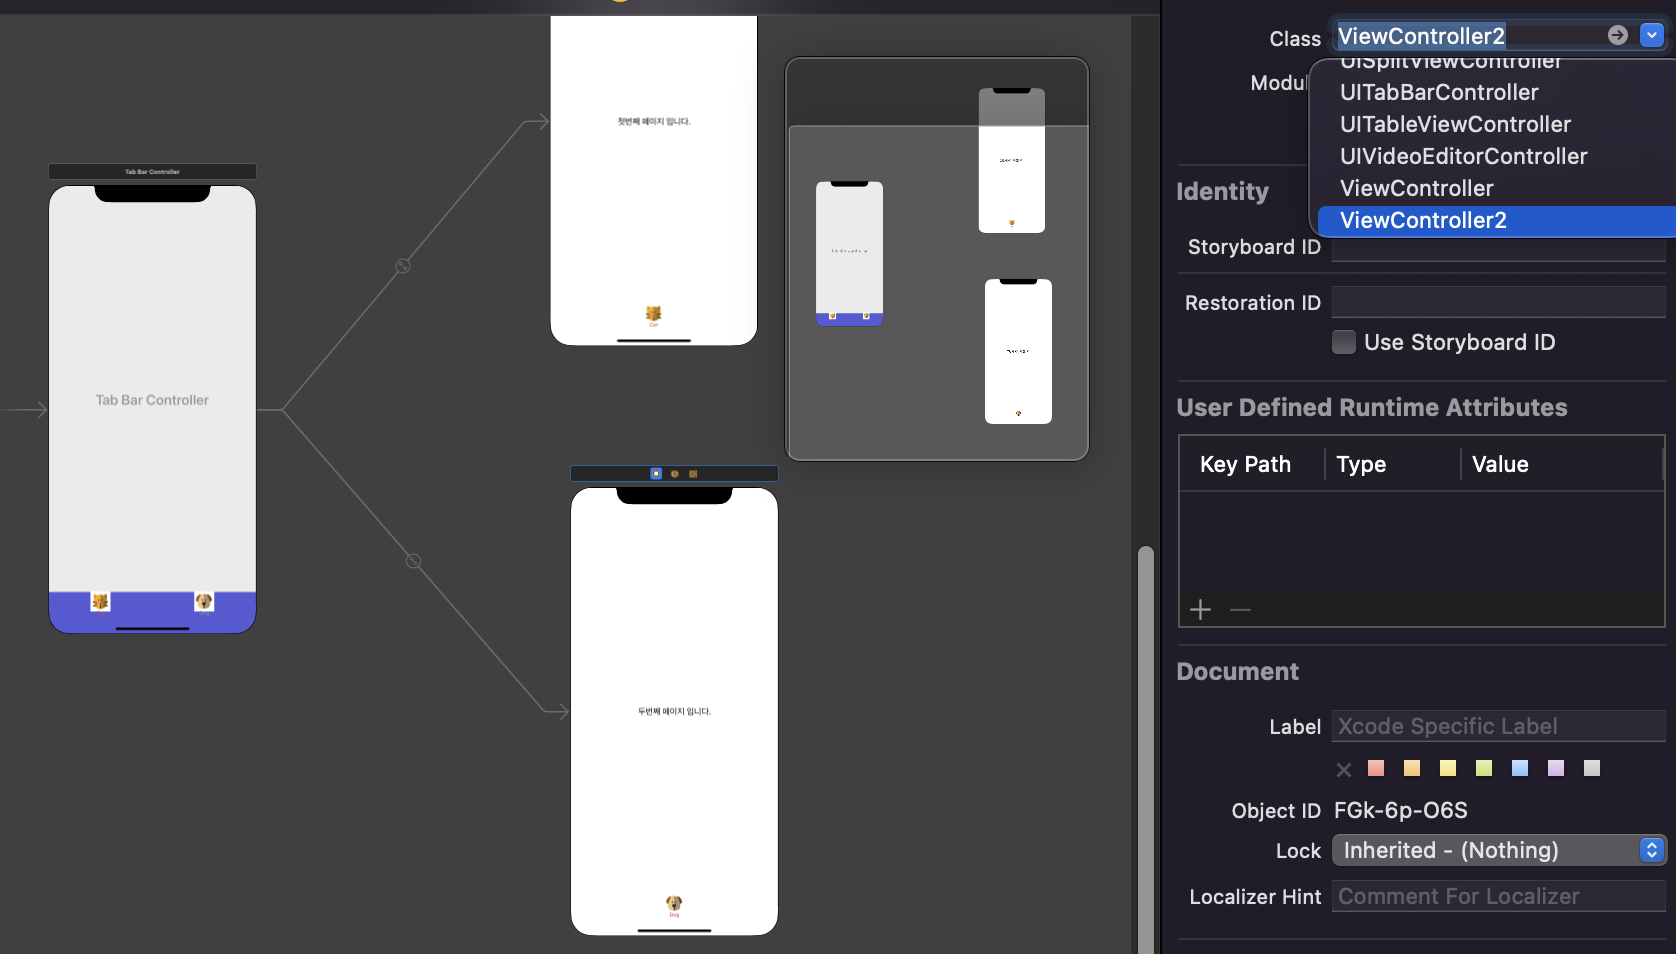 Class
ViewController2
UISplitViewController
Modul
UITabBarController
UITableViewController
UIVideoEditorController
ViewController
ViewController2
Identity
Storyboard ID
Restoration ID
Use Storyboard ID
User Defined Runtime Attributes
Key Path Type Value
Document
Label Xcode Specific Label
Object ID FGk-6p-O6S
Lock Inherited - (Nothing)
Localizer Hint Comment For Localizer
Tab Bar Controller
Tab Bar Controller
첫번째 페이지 입니다.
Cat
두번째 페이지 입니다.
Dog